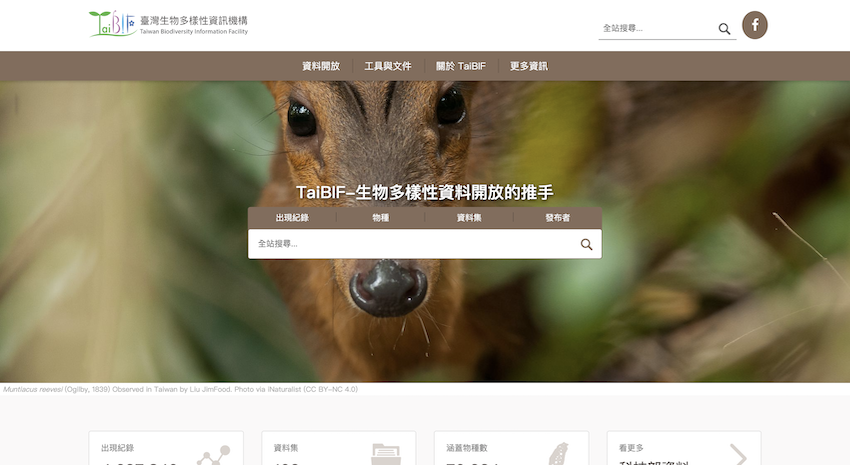 TaiBIF 臺灣生物多樣性資訊機構
Taiwan Biodiversity Information Facility
全站搜尋...
資料開放 工具與文件 關於 TaiBIF 更多資訊
TaiBIF-生物多樣性資料開放的推手
出現紀錄 物種 資料集 發布者
全站搜尋...
Muntiacus reevesi (Ogilby, 1839) Observed in Taiwan by Liu JimFood. Photo via iNaturalist (CC BY-NC 4.0)
出現紀錄 資料集 涵蓋物種數 看更多